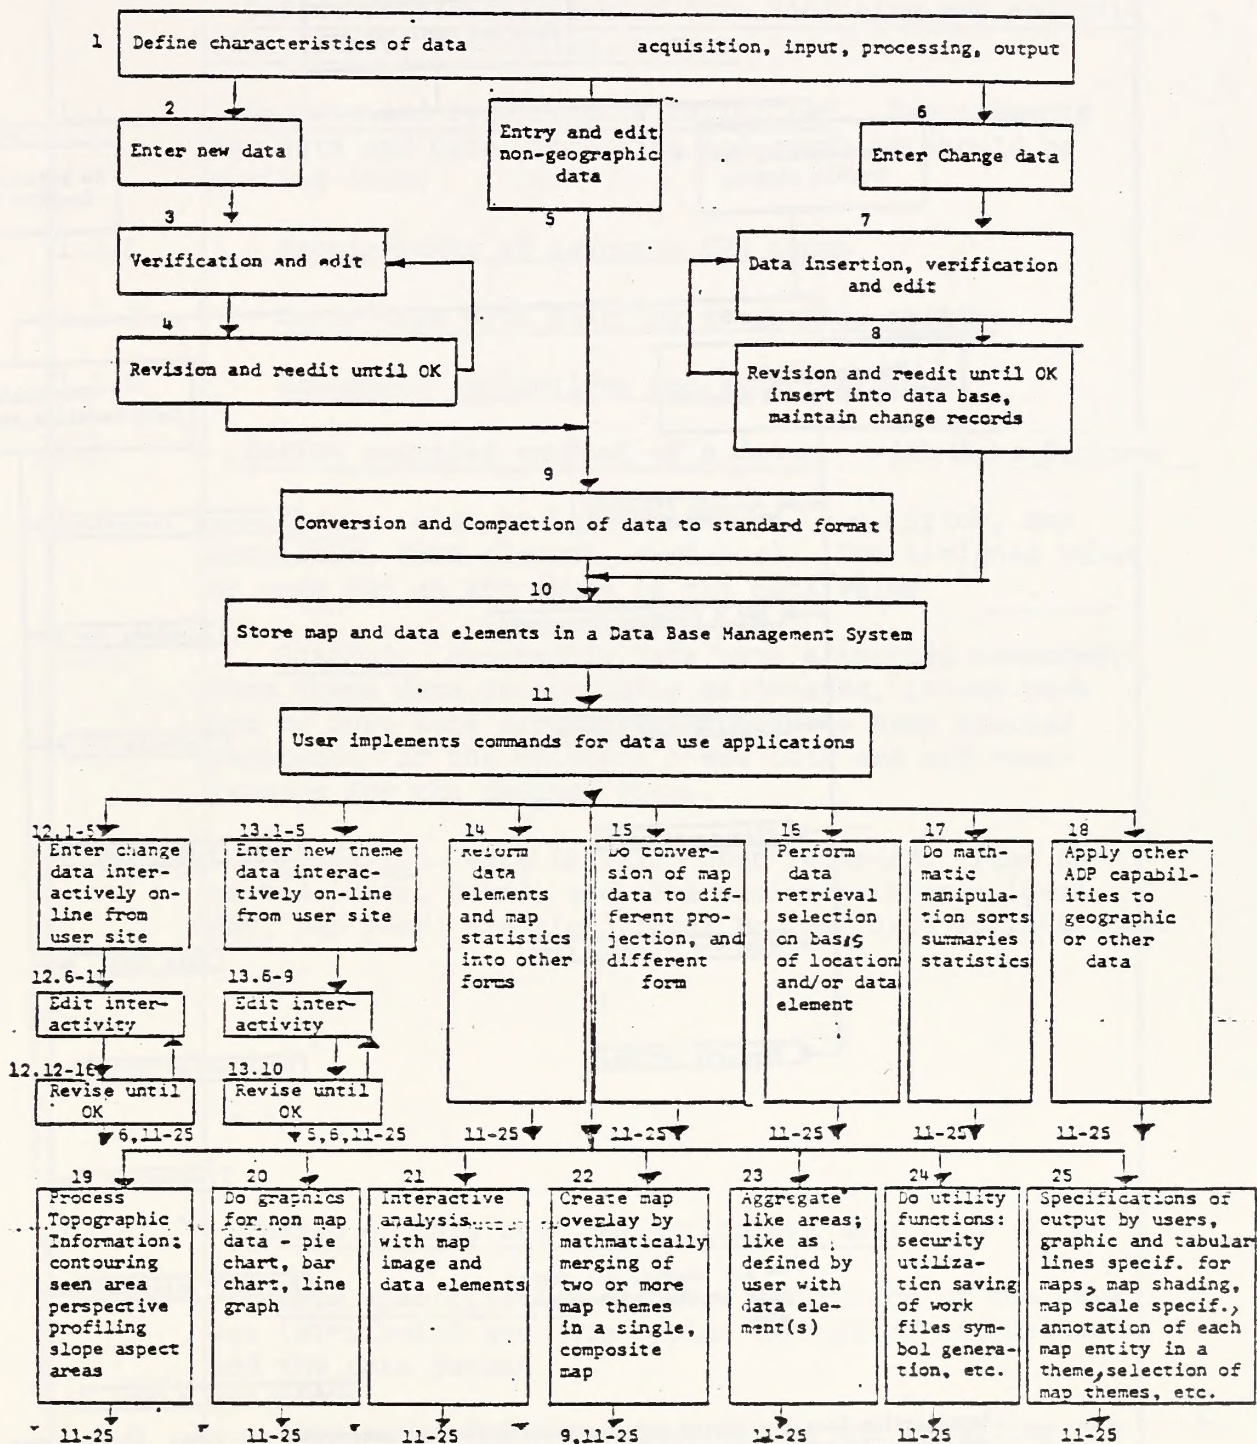 1
Define characteristics of data acquisition, input, processing, output
2
Enter new data
Entry and edit
non-geographic
data
5
6
Enter Change data
3
Verification and edit
7
Data insertion, verification
and edit
4
Revision and reedit until OK
8
Revision and reedit until OK
insert into data base,
maintain change records
9
Conversion and Compaction of data to standard format
10
Store map and data elements in a Data Base Management System
11
User implements commands for data use applications
12.1-5
Enter change
data inter-
actively on-
line from
user site
12.6-11
Edit inter-
activity
12.12-16
Revise until
OK
6,11-25
13.1-5
Enter new theme
data interac-
tively on-line
from user site
13.6-9
Edit inter-
activity
13.10
Revise until
OK
5,6,11-25
14
Reform
data
elements
and map
statistics
into other
forms
11-25
15
Do conver-
sion of map
data to dif-
ferent pro-
jection, and
different
form
11-25
16
Perform
data
retrieval
selection
on basis
of location
and/or data
element
11-25
17
Do math-
matic
manipula-
tion sorts
summaries
statistics
11-25
18
Apply other
ADP capabil-
ities to
geographic
or other
data
11-25
19
Process
Topographic
Information;
contouring
seen area
perspective
profiling
slope aspect
areas
11-25
20
Do graphics
for non map
data - pie
chart, bar
chart, line
graph
11-25
21
Interactive
analysis
with map
image and
data elements
11-25
22
Create map
overlay by
mathmatically
merging of
two or more
map themes
in a single,
composite
map
9,11-25
23
Aggregate
like areas;
like as
defined by
user with
data ele-
ment(s)
11-25
24
Do utility
functions:
security
utiliza-
tion saving
of work
files sym-
bol genera-
tion, etc.
11-25
25
Specifications of
output by users,
graphic and tabular
lines specif. for
maps, map shading,
map scale specif.,
annotation of each
map entity in a
theme, selection of
map themes, etc.
11-25